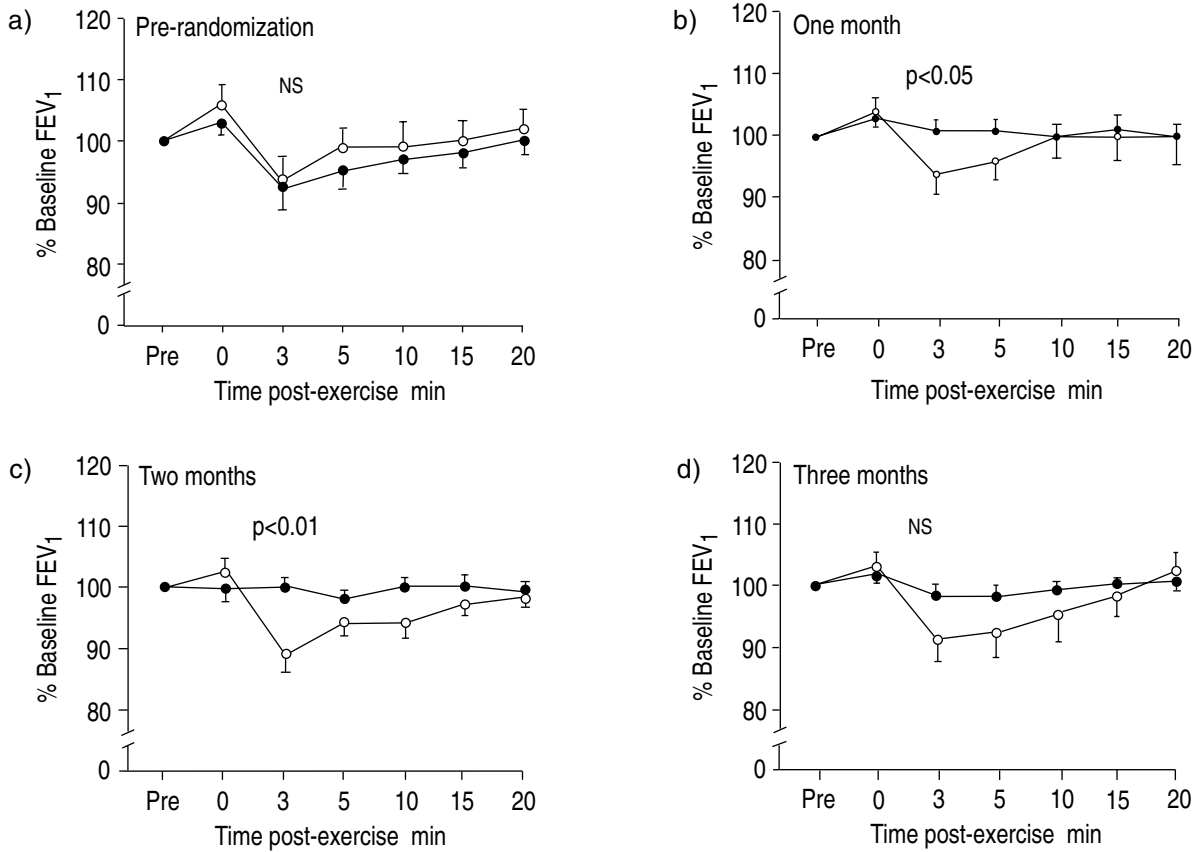 a)
Pre-randomization
NS
% Baseline FEV1
120
110
100
90
80
0
Pre 0 3 5 10 15 20
Time post-exercise min
b)
One month
p<0.05
% Baseline FEV1
120
110
100
90
80
0
Pre 0 3 5 10 15 20
Time post-exercise min
c)
Two months
p<0.01
% Baseline FEV1
120
110
100
90
80
0
Pre 0 3 5 10 15 20
Time post-exercise min
d)
Three months
NS
% Baseline FEV1
120
110
100
90
80
0
Pre 0 3 5 10 15 20
Time post-exercise min